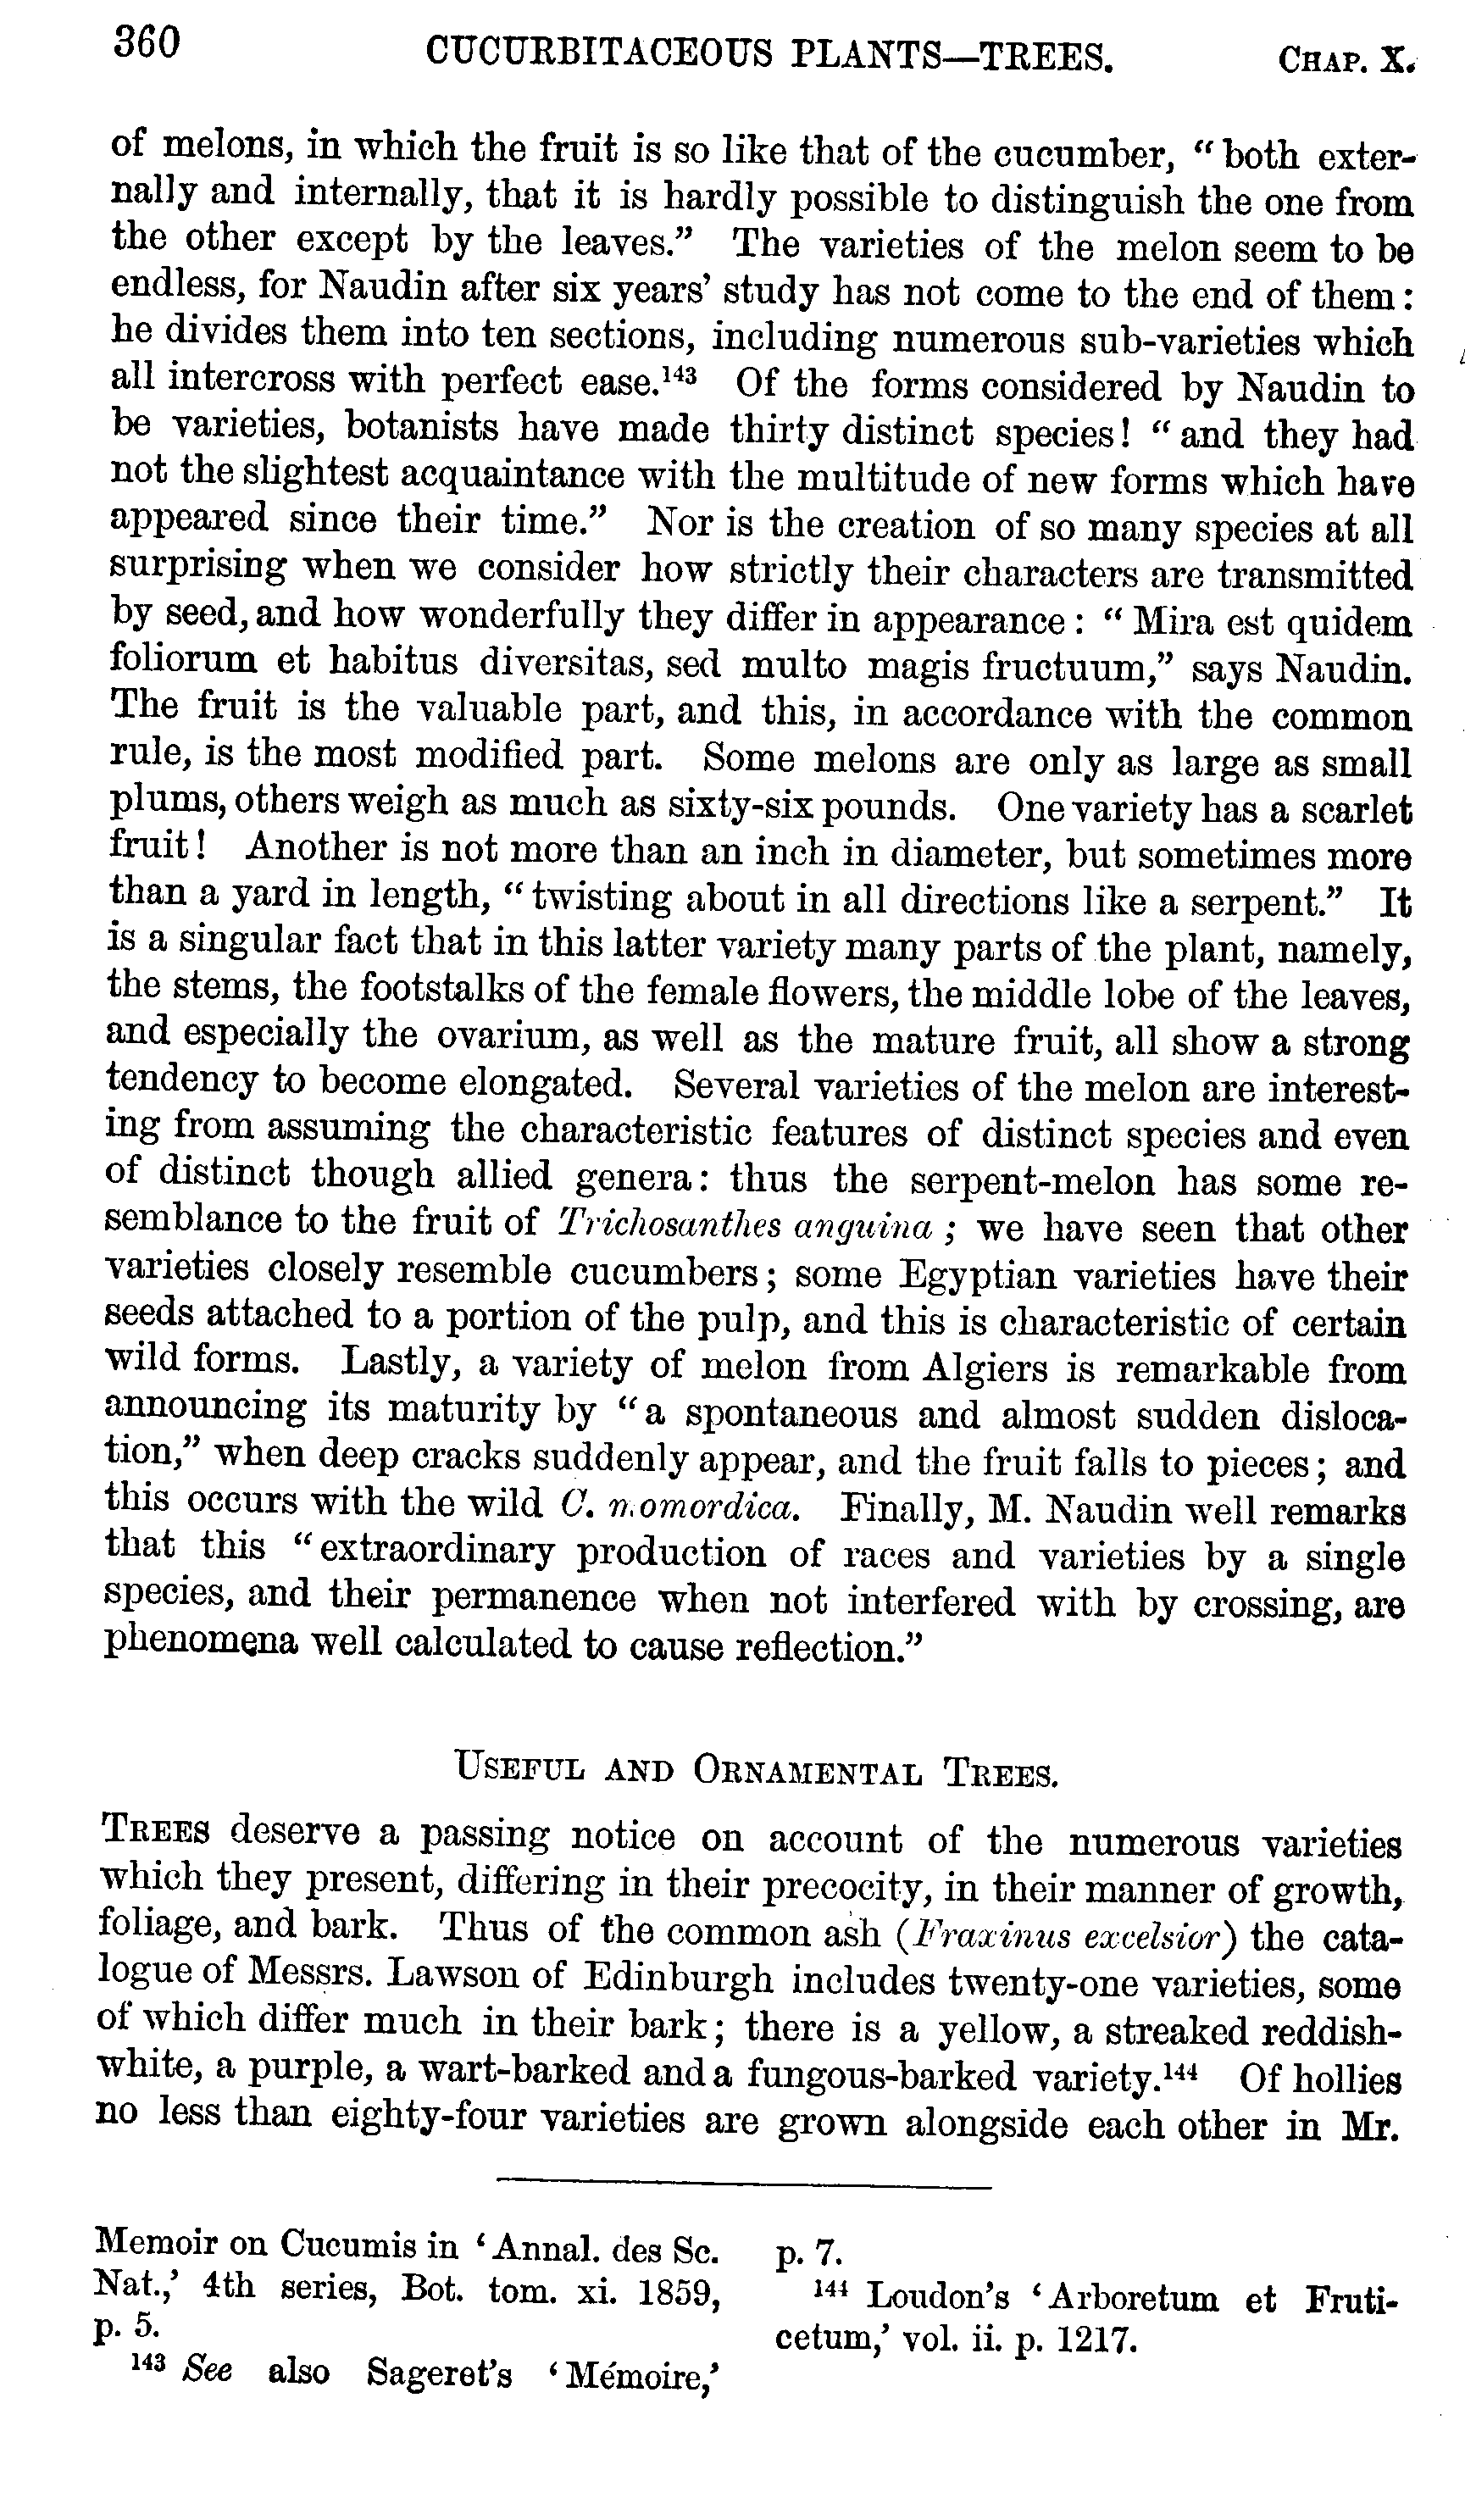 360 CUCURBITACEOUS PLANTS—TREES. CHAP. X.
of melons, in which the fruit is so like that of the cucumber, “both exter-
nally and internally, that it is hardly possible to distinguish the one from
the other except by the leaves.” The varieties of the melon seem to be
endless, for Naudin after six years’ study has not come to the end of them:
he divides them into ten sections, including numerous sub-varieties which
all intercross with perfect ease.¹⁴³ Of the forms considered by Naudin to
be varieties, botanists have made thirty distinct species! “and they had
not the slightest acquaintance with the multitude of new forms which have
appeared since their time.” Nor is the creation of so many species at all
surprising when we consider how strictly their characters are transmitted
by seed, and how wonderfully they differ in appearance: “Mira est quidem
foliorum et habitus diversitas, sed multo magis fructuum,” says Naudin.
The fruit is the valuable part, and this, in accordance with the common
rule, is the most modified part. Some melons are only as large as small
plums, others weigh as much as sixty-six pounds. One variety has a scarlet
fruit! Another is not more than an inch in diameter, but sometimes more
than a yard in length, “twisting about in all directions like a serpent.” It
is a singular fact that in this latter variety many parts of the plant, namely,
the stems, the footstalks of the female flowers, the middle lobe of the leaves,
and especially the ovarium, as well as the mature fruit, all show a strong
tendency to become elongated. Several varieties of the melon are interest-
ing from assuming the characteristic features of distinct species and even
of distinct though allied genera: thus the serpent-melon has some re-
semblance to the fruit of Trichosanthes anguina; we have seen that other
varieties closely resemble cucumbers; some Egyptian varieties have their
seeds attached to a portion of the pulp, and this is characteristic of certain
wild forms. Lastly, a variety of melon from Algiers is remarkable from
announcing its maturity by “a spontaneous and almost sudden disloca-
tion,” when deep cracks suddenly appear, and the fruit falls to pieces; and
this occurs with the wild C. momordica. Finally, M. Naudin well remarks
that this “extraordinary production of races and varieties by a single
species, and their permanence when not interfered with by crossing, are
phenomena well calculated to cause reflection.”
USEFUL AND ORNAMENTAL TREES.
TREES deserve a passing notice on account of the numerous varieties
which they present, differing in their precocity, in their manner of growth,
foliage, and bark. Thus of the common ash (Fraxinus excelsior) the cata-
logue of Messrs. Lawson of Edinburgh includes twenty-one varieties, some
of which differ much in their bark; there is a yellow, a streaked reddish-
white, a purple, a wart-barked and a fungous-barked variety.¹⁴⁴ Of hollies
no less than eighty-four varieties are grown alongside each other in Mr.
Memoir on Cucumis in ‘Annal. des Sc.
Nat.,’ 4th series, Bot. tom. xi. 1859,
p. 5.
¹⁴³ See also Sageret’s ‘Mémoire,’
p. 7.
¹⁴⁴ Loudon’s ‘Arboretum et Fruti-
cetum,’ vol. ii. p. 1217.